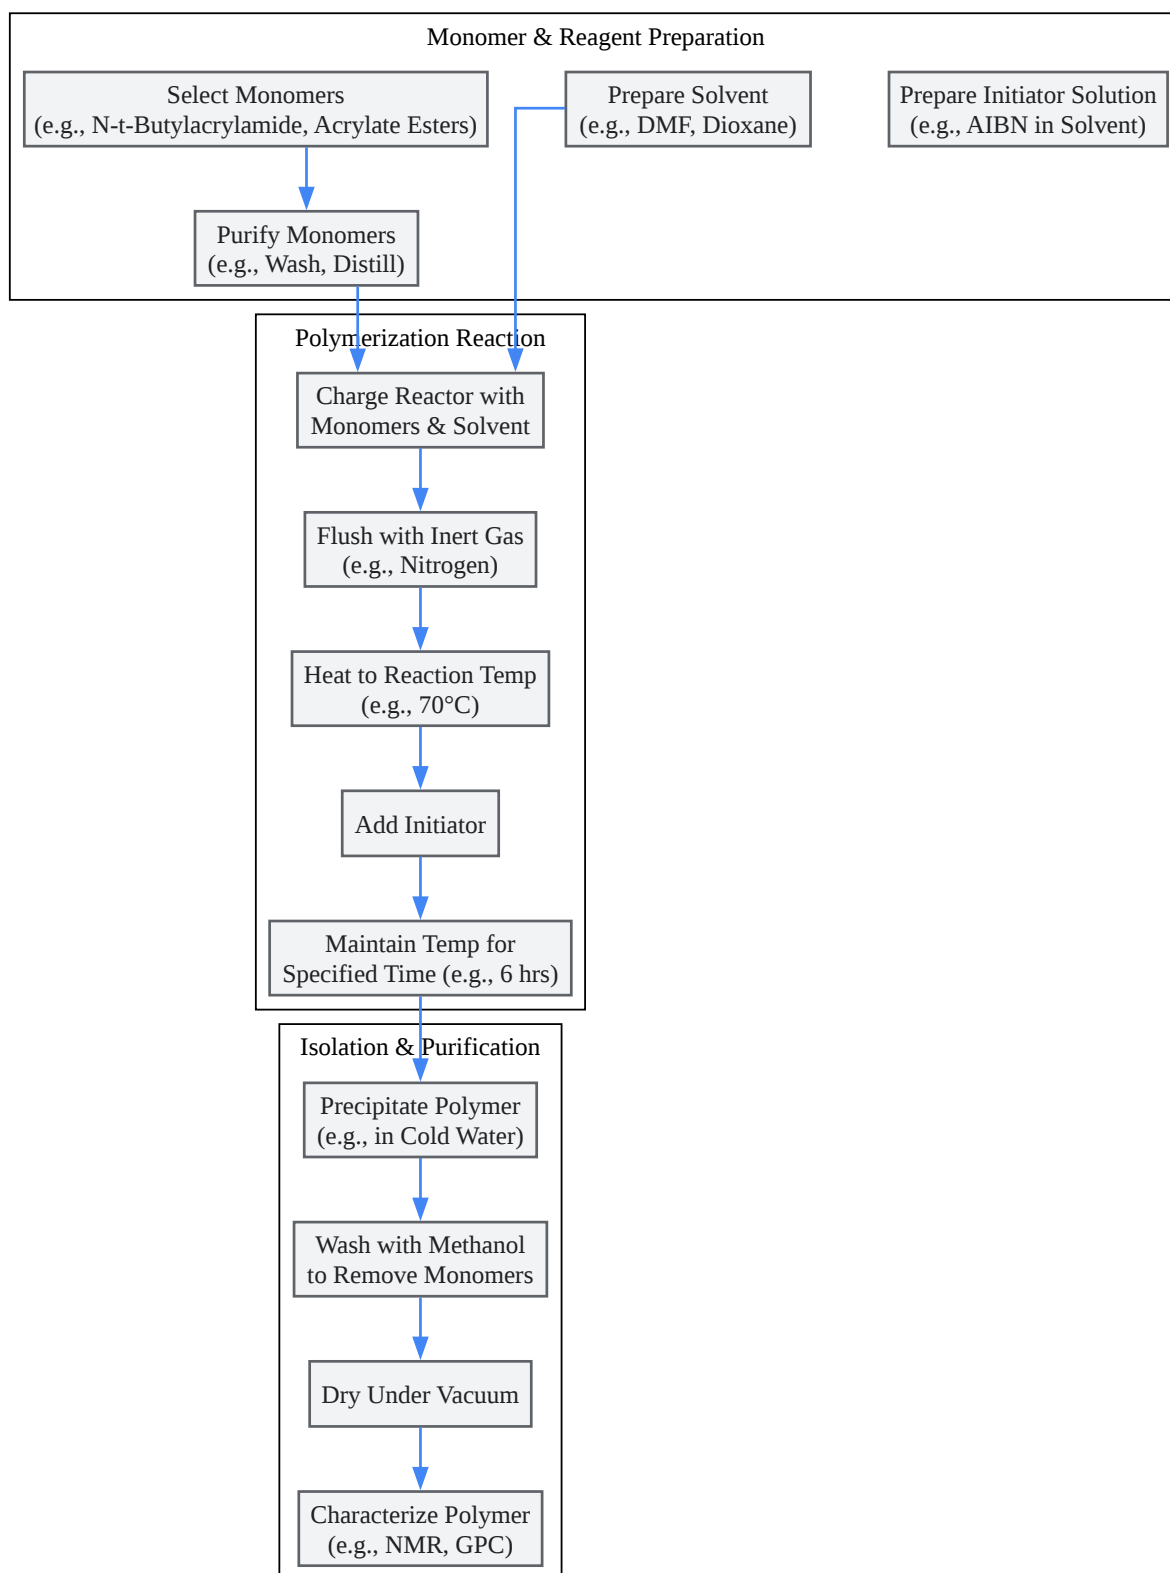 Monomer & Reagent Preparation
Select Monomers
(e.g., N-t-Butylacrylamide, Acrylate Esters)
Prepare Solvent
(e.g., DMF, Dioxane)
Prepare Initiator Solution
(e.g., AIBN in Solvent)
Purify Monomers
(e.g., Wash, Distill)
Polymerization Reaction
Charge Reactor with
Monomers & Solvent
Flush with Inert Gas
(e.g., Nitrogen)
Heat to Reaction Temp
(e.g., 70°C)
Add Initiator
Maintain Temp for
Specified Time (e.g., 6 hrs)
Isolation & Purification
Precipitate Polymer
(e.g., in Cold Water)
Wash with Methanol
to Remove Monomers
Dry Under Vacuum
Characterize Polymer
(e.g., NMR, GPC)